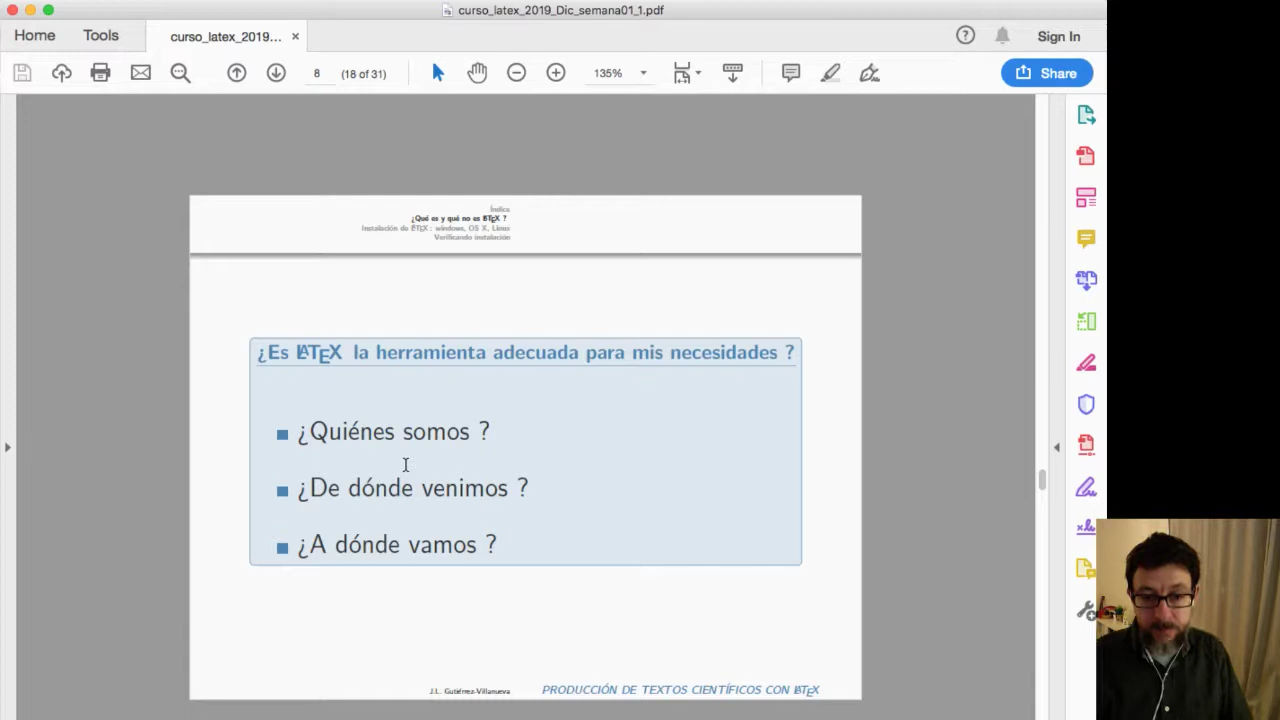 curso_latex_2019_Dic_semana01_1.pdf
Home Tools curso_latex_2019... × Sign In
8 (18 of 31) 135% Share
Índice
¿Qué es y qué no es LATEX ?
Instalación de LATEX : windows, OS X, Linux
Verificando instalación
¿Es LATEX la herramienta adecuada para mis necesidades ?
¿Quiénes somos ?
¿De dónde venimos ?
¿A dónde vamos ?
J.L. Gutiérrez-Villanueva PRODUCCIÓN DE TEXTOS CIENTÍFICOS CON LATEX